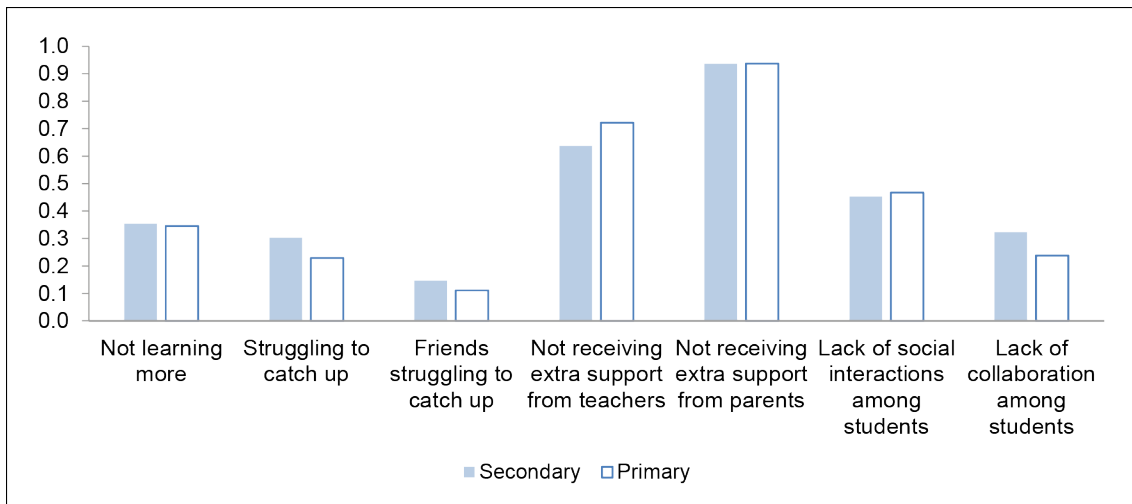 1.0
0.9
0.8
0.7
0.6
0.5
0.4
0.3
0.2
0.1
0.0
Not learning
more
Struggling to
catch up
Friends
struggling to
catch up
Not receiving
extra support
from teachers
Not receiving
extra support
from parents
Lack of social
interactions
among
students
Lack of
collaboration
among
students
Secondary
Primary